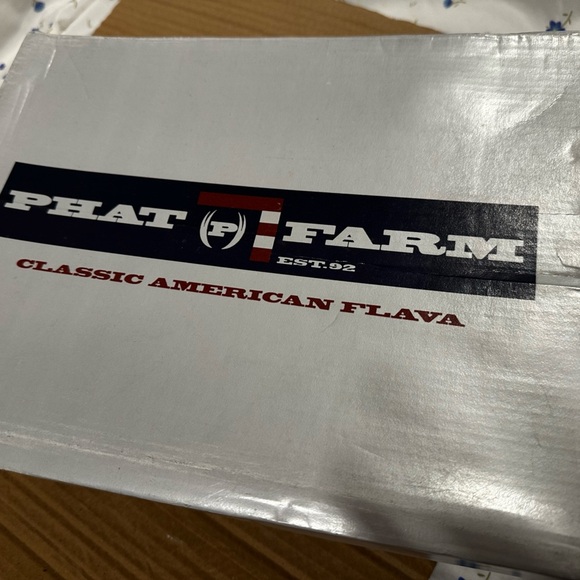 PHAT (P) FARM
EST.92
CLASSIC AMERICAN FLAVA